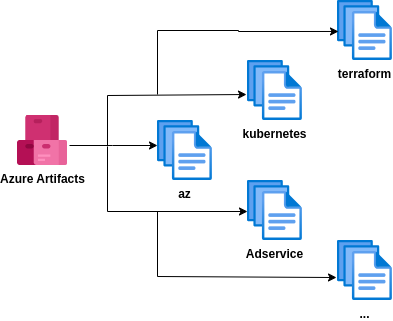 terraform
kubernetes
Azure Artifacts
az
Adservice
...